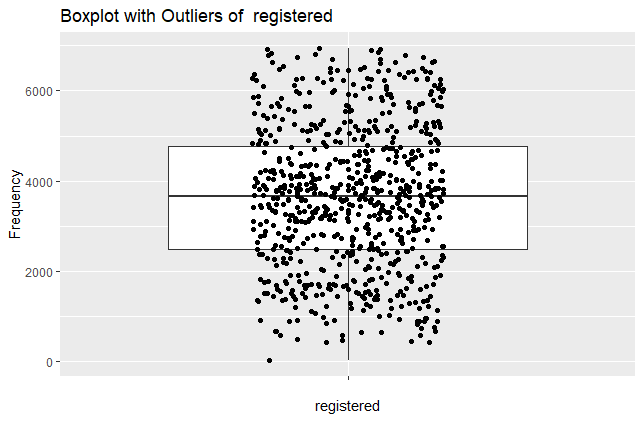 Boxplot with Outliers of  registered
Frequency
6000
4000
2000
0
registered